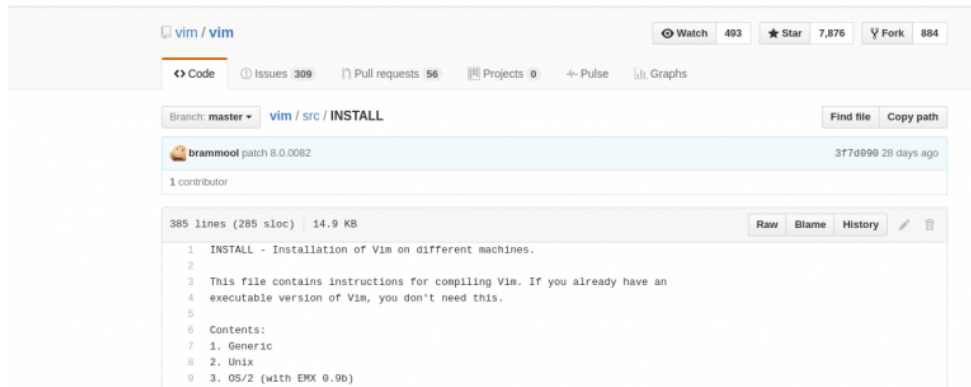 vim / vim
Watch 493 Star 7,876 Fork 884
Code Issues 309 Pull requests 56 Projects 0 Pulse Graphs
Branch: master vim / src / INSTALL Find file Copy path
brammool patch 8.0.0082 3f7d090 28 days ago
1 contributor
385 lines (285 sloc) 14.9 KB Raw Blame History
1 INSTALL - Installation of Vim on different machines.
2
3 This file contains instructions for compiling Vim. If you already have an
4 executable version of Vim, you don't need this.
5
6 Contents:
7 1. Generic
8 2. Unix
9 3. OS/2 (with EMX 0.9b)